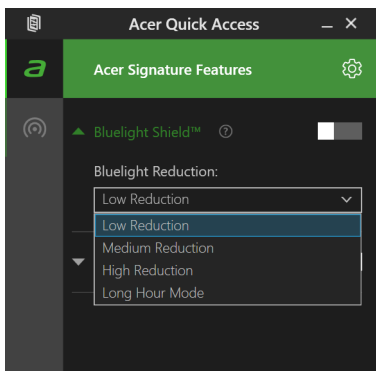 Acer Quick Access
a
Acer Signature Features
Bluelight Shield™ ?
Bluelight Reduction:
Low Reduction
Low Reduction
Medium Reduction
High Reduction
Long Hour Mode